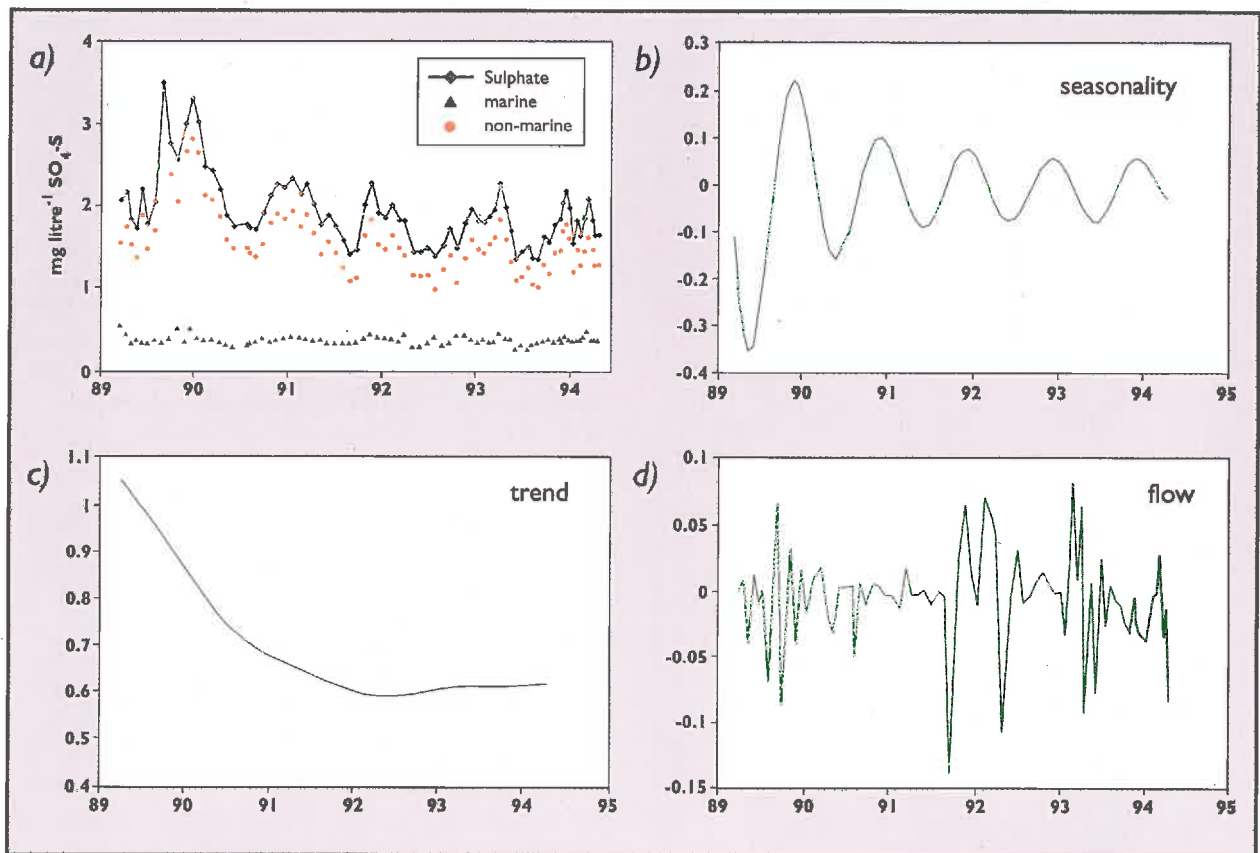 a)
4
3
2
1
0
mg litre⁻¹ SO₄-S
Sulphate
marine
non-marine
89 90 91 92 93 94
b)
0.3
0.2
0.1
0
-0.1
-0.2
-0.3
-0.4
seasonality
89 90 91 92 93 94 95
c)
1.1
1
0.9
0.8
0.7
0.6
0.5
0.4
trend
89 90 91 92 93 94 95
d)
0.1
0.05
0
-0.05
-0.1
-0.15
flow
89 90 91 92 93 94 95